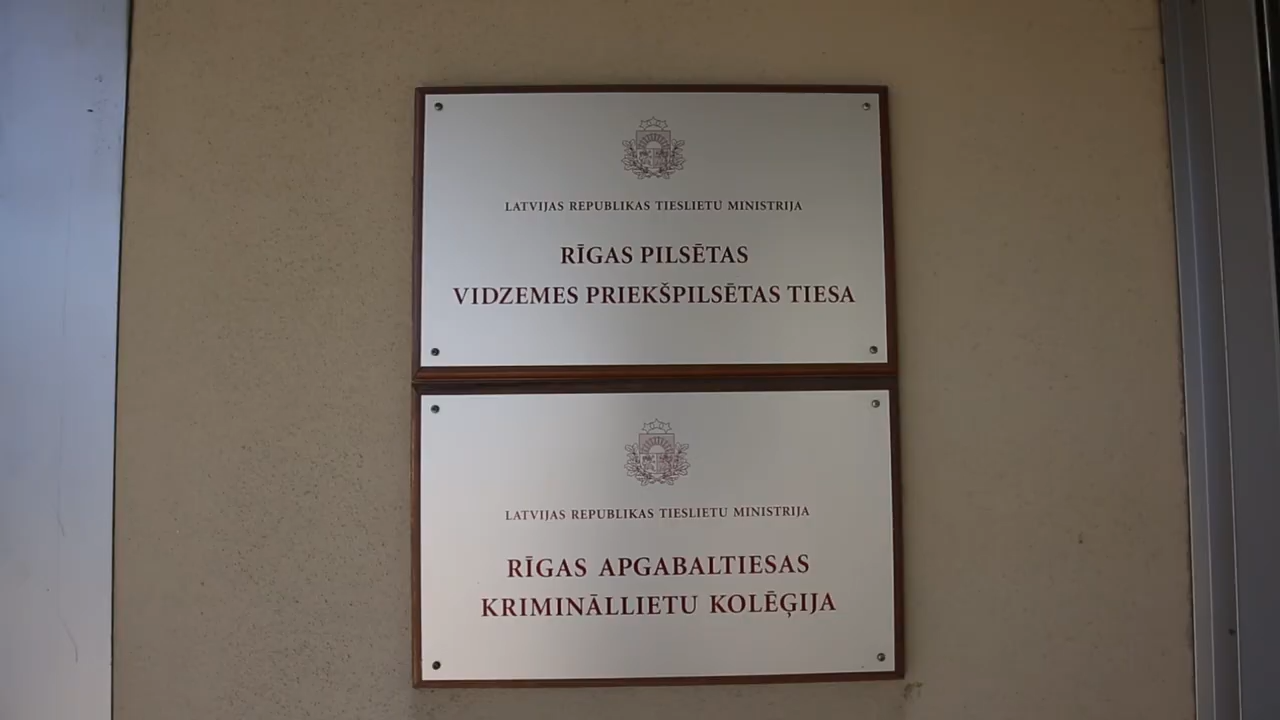 LATVIJAS REPUBLIKAS TIESLIETU MINISTRIJA
RĪGAS PILSĒTAS
VIDZEMES PRIEKŠPILSĒTAS TIESA
LATVIJAS REPUBLIKAS TIESLIETU MINISTRIJA
RĪGAS APGABALTIESAS
KRIMINĀLLIETU KOLĒĢIJA